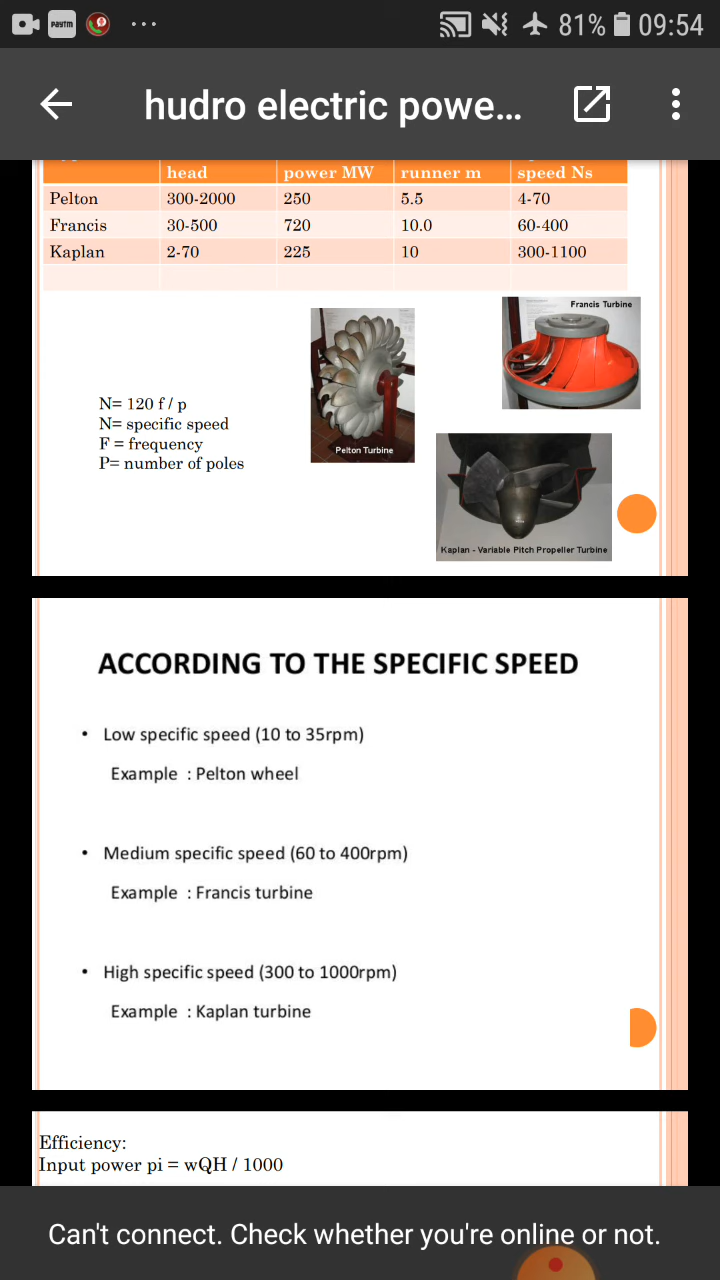 Paytm
81% 09:54
hudro electric powe...
head power MW runner m speed Ns
Pelton 300-2000 250 5.5 4-70
Francis 30-500 720 10.0 60-400
Kaplan 2-70 225 10 300-1100
Francis Turbine
N= 120 f / p
N= specific speed
F = frequency
P= number of poles
Pelton Turbine
Kaplan - Variable Pitch Propeller Turbine
ACCORDING TO THE SPECIFIC SPEED
• Low specific speed (10 to 35rpm)
Example : Pelton wheel
• Medium specific speed (60 to 400rpm)
Example : Francis turbine
• High specific speed (300 to 1000rpm)
Example : Kaplan turbine
Efficiency:
Input power pi = wQH / 1000
Can't connect. Check whether you're online or not.